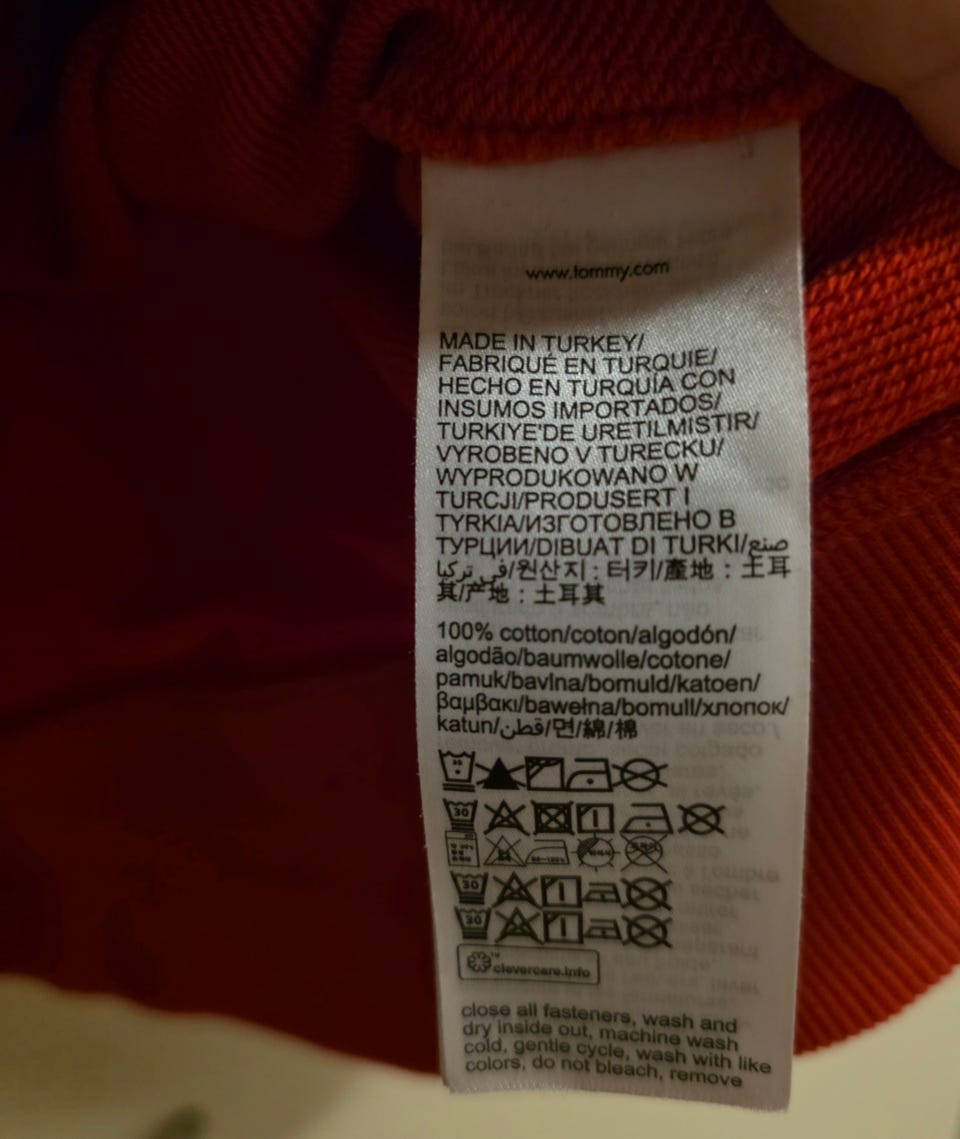 www.tommy.com
MADE IN TURKEY/
FABRIQUÉ EN TURQUIE/
HECHO EN TURQUÍA CON
INSUMOS IMPORTADOS/
TURKIYE'DE URETILMISTIR/
VYROBENO V TURECKU/
WYPRODUKOWANO W
TURCJI/PRODUSERT I
TYRKIA/ИЗГОТОВЛЕНО В
ТУРЦИИ/DIBUAT DI TURKI/صنع
في تركيا/원산지 : 터키/產地 : 土耳
其/产地 : 土耳其
100% cotton/coton/algodón/
algodão/baumwolle/cotone/
pamuk/bavlna/bomuld/katoen/
βαμβακι/bawełna/bomull/хлопок/
katun/قطن/면/綿/棉
30
30
30
clevercare.info
close all fasteners, wash and
dry inside out, machine wash
cold, gentle cycle, wash with like
colors, do not bleach, remove